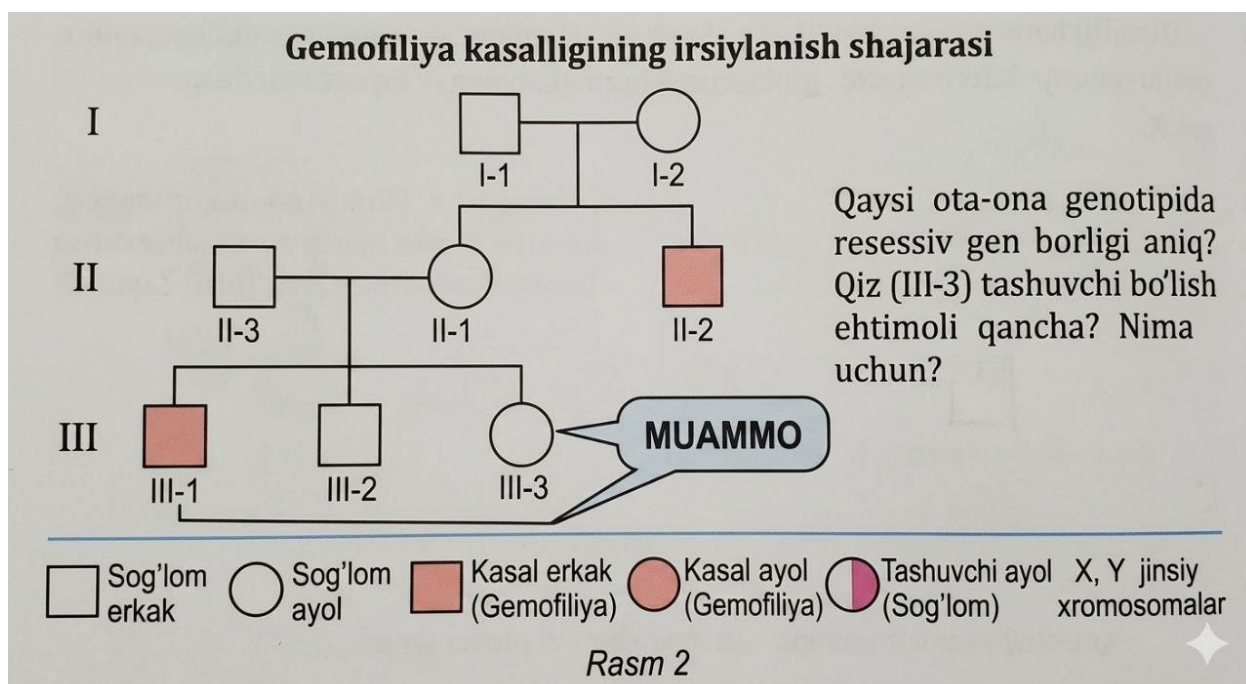 Gemofiliya kasalligining irsiylanish shajarasi
I
I-1
I-2
Qaysi ota-ona genotipida
resessiv gen borligi aniq?
Qiz (III-3) tashuvchi bo'lish
ehtimoli qancha? Nima
uchun?
II
II-3
II-1
II-2
III
MUAMMO
III-1
III-2
III-3
Sog'lom
erkak
Sog'lom
ayol
Kasal erkak
(Gemofiliya)
Kasal ayol
(Gemofiliya)
Tashuvchi ayol
(Sog'lom)
X, Y jinsiy
xromosomalar
Rasm 2